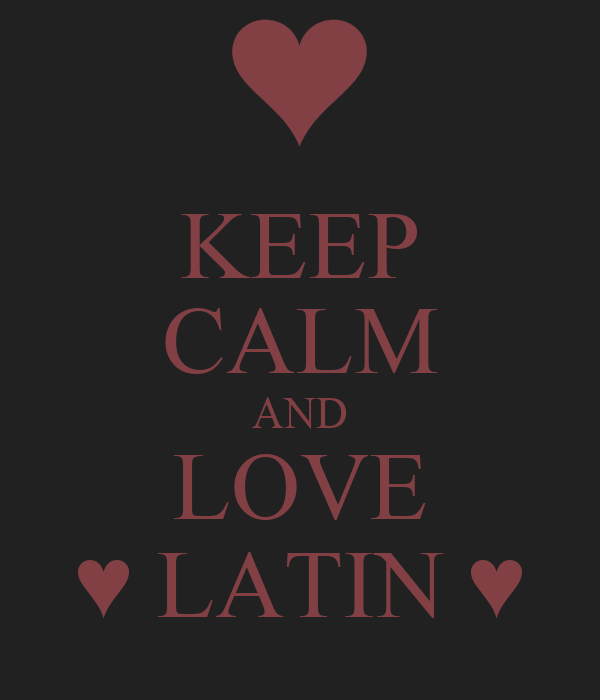 KEEP
CALM
AND
LOVE
♥ LATIN ♥